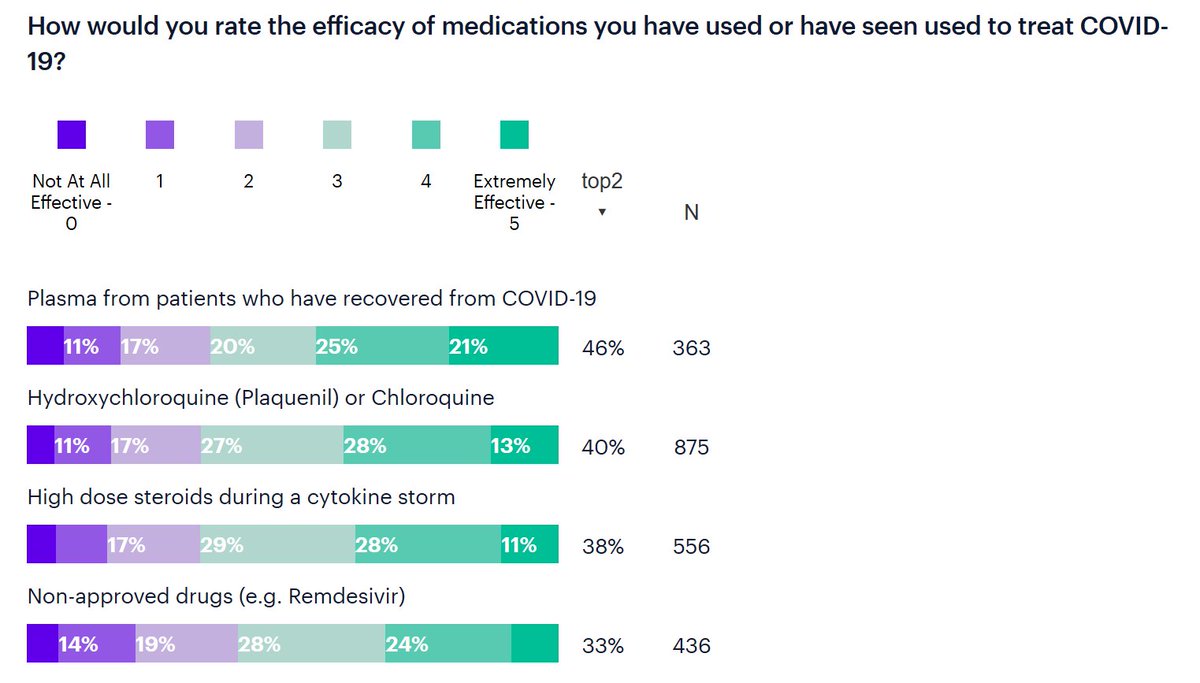 How would you rate the efficacy of medications you have used or have seen used to treat COVID-
19?
Not At All Effective - 0
1
2
3
4
Extremely Effective - 5
top2
▼
N
Plasma from patients who have recovered from COVID-19
11% 17% 20% 25% 21% 46% 363
Hydroxychloroquine (Plaquenil) or Chloroquine
11% 17% 27% 28% 13% 40% 875
High dose steroids during a cytokine storm
17% 29% 28% 11% 38% 556
Non-approved drugs (e.g. Remdesivir)
14% 19% 28% 24% 33% 436